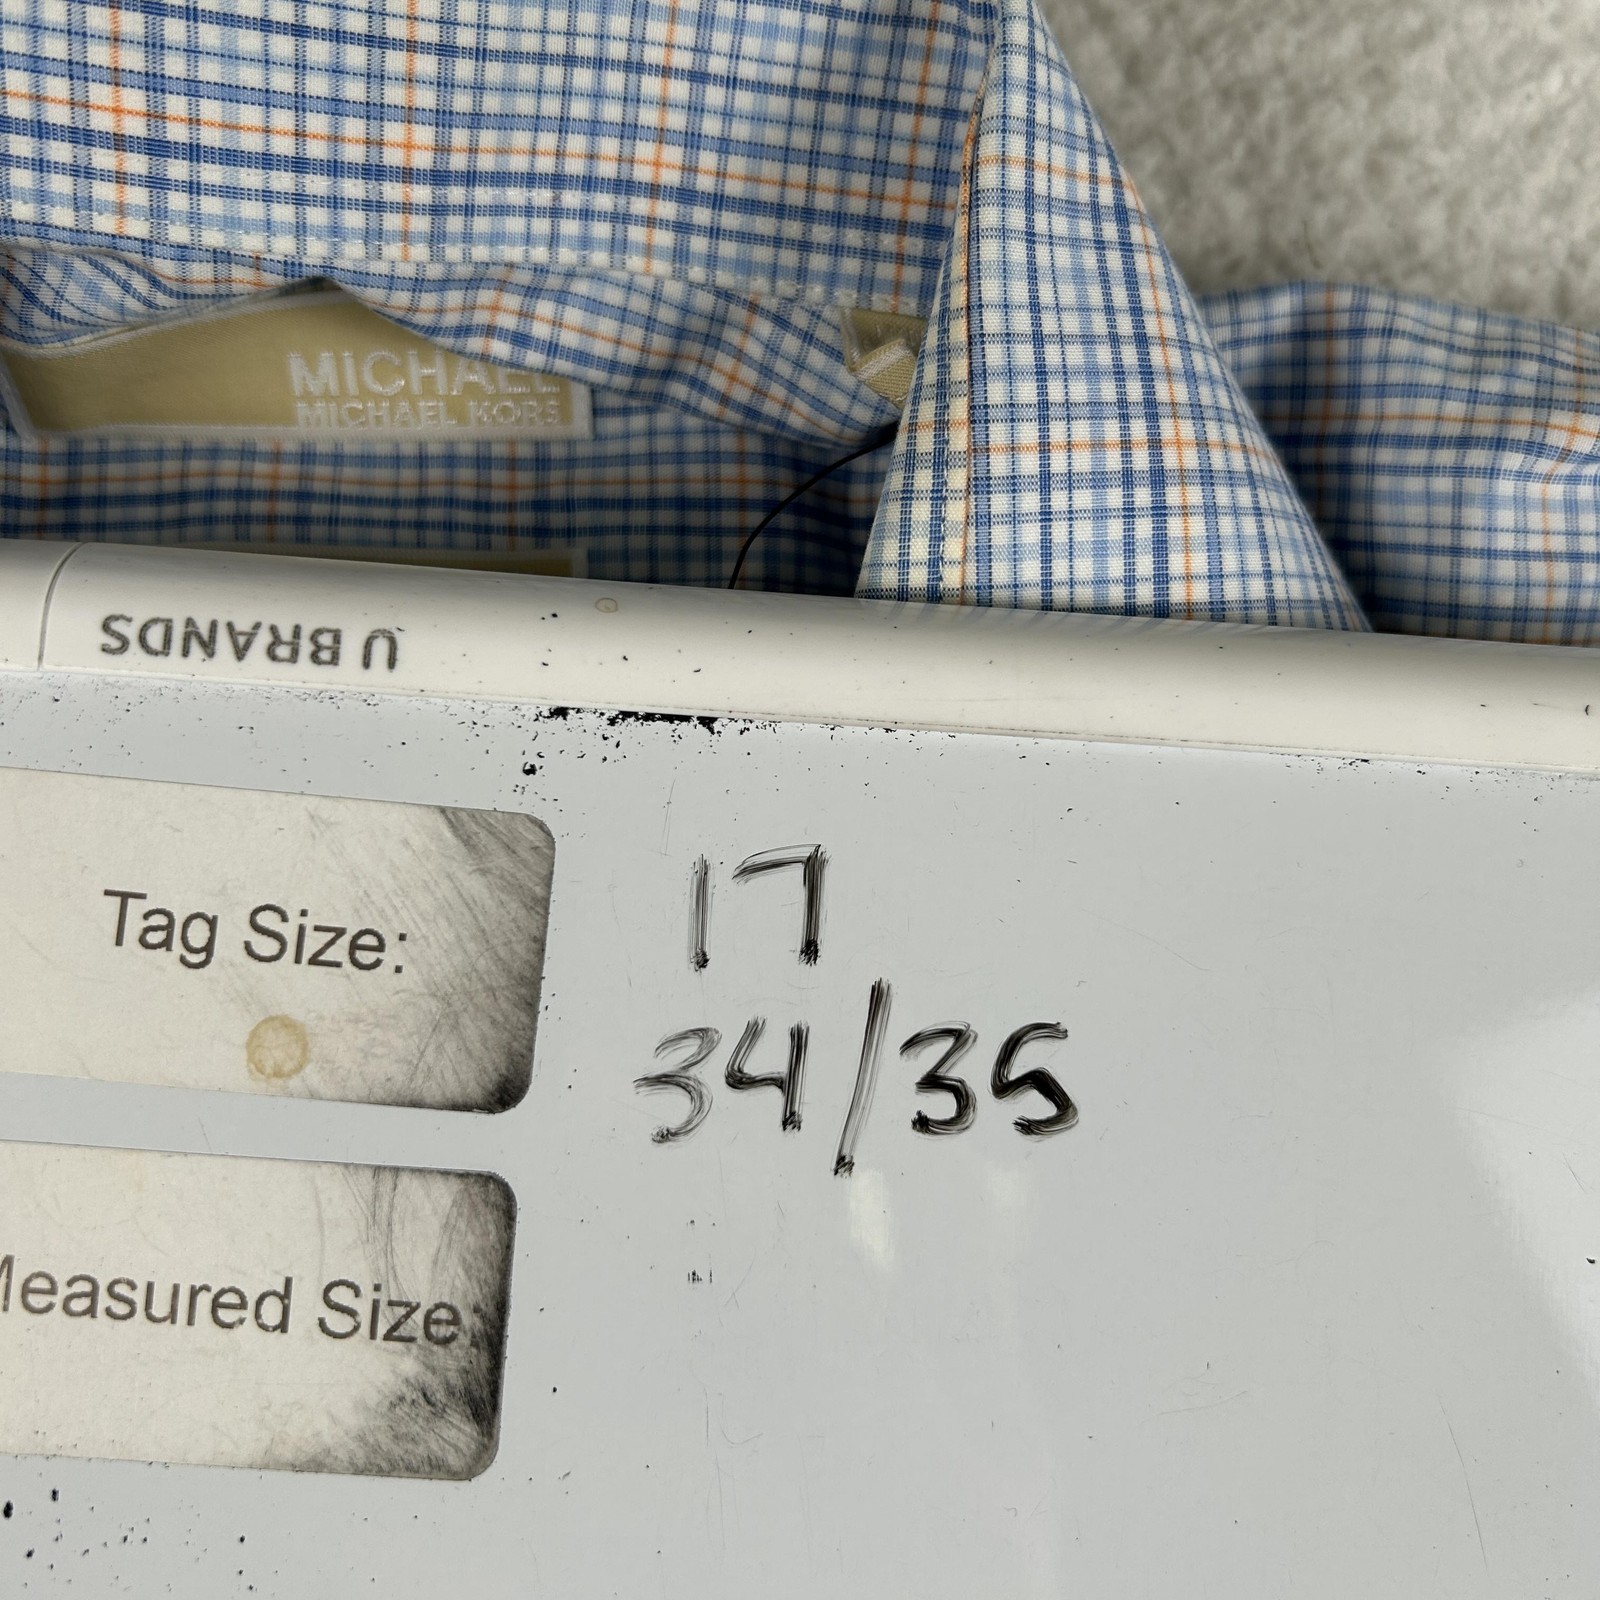 MICHAEL
MICHAEL KORS
U BRANDS
Tag Size:
17
34/35
Measured Size: